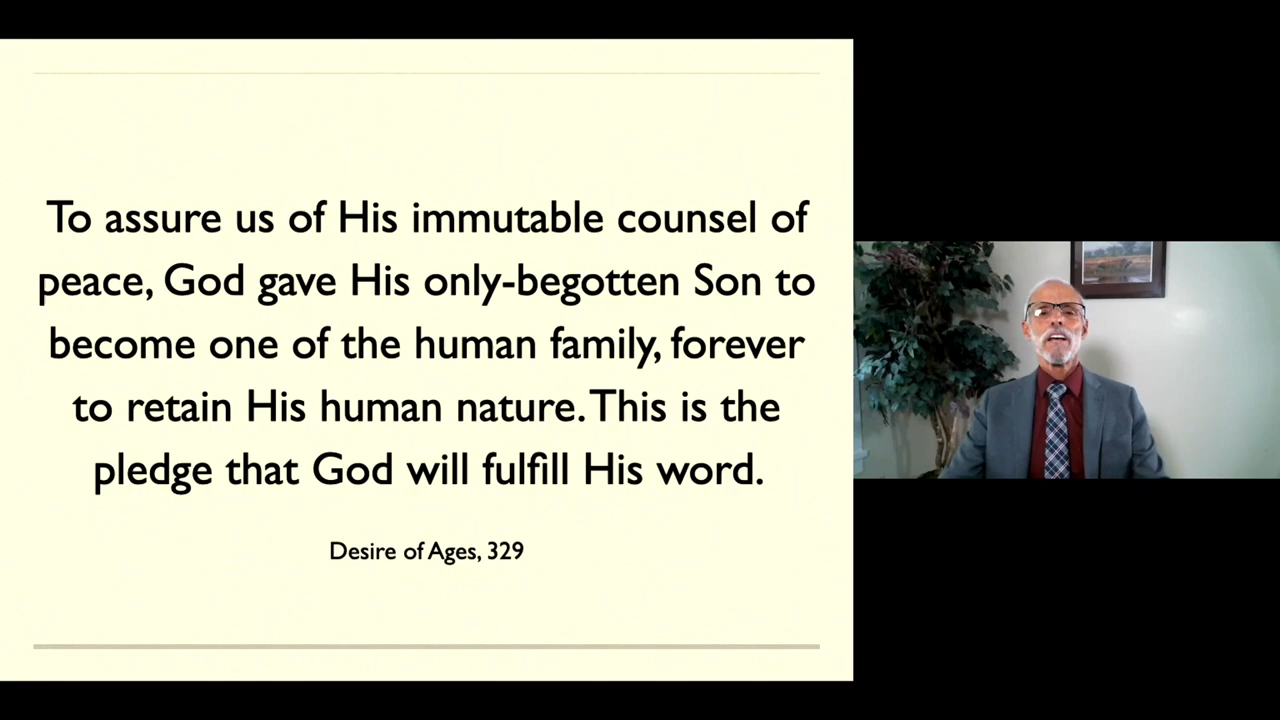 To assure us of His immutable counsel of
peace, God gave His only-begotten Son to
become one of the human family, forever
to retain His human nature. This is the
pledge that God will fulfill His word.
Desire of Ages, 329